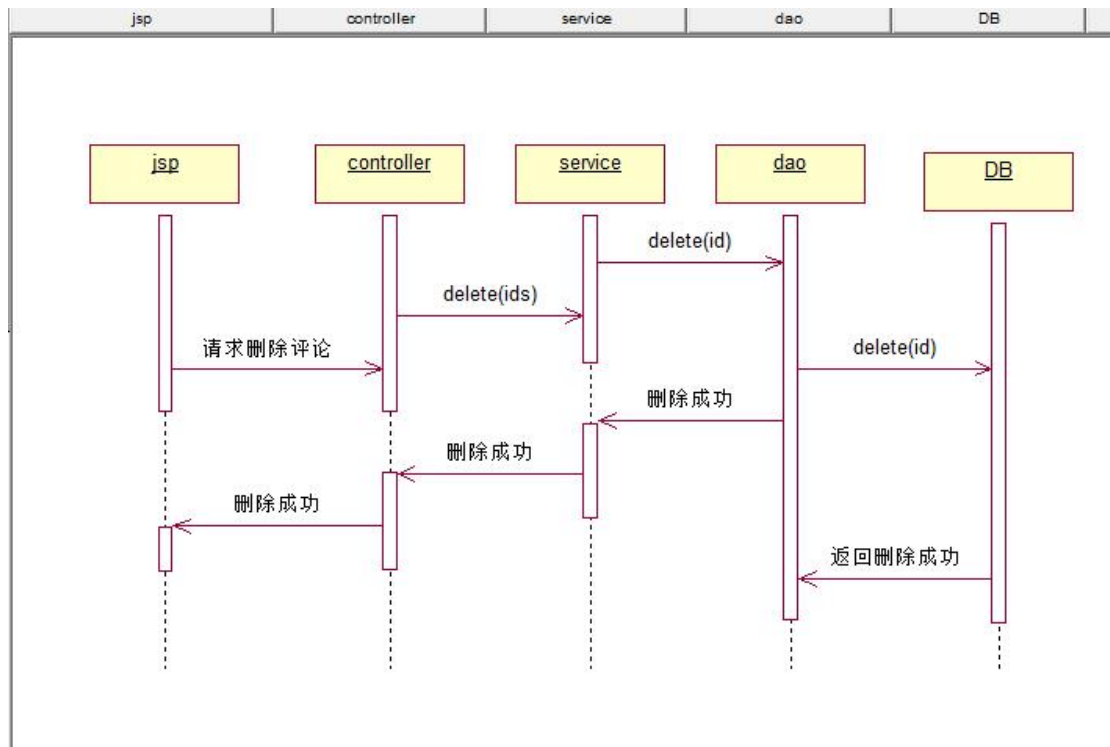 jsp
controller
service
dao
DB
jsp
controller
service
dao
DB
delete(id)
delete(ids)
请求删除评论
delete(id)
删除成功
删除成功
删除成功
返回删除成功